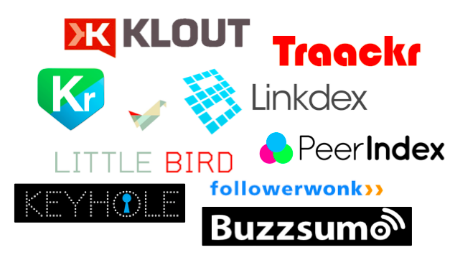 KLOUT
Traackr
Kr
Linkdex
PeerIndex
LITTLE BIRD
followerwonk>>
KEYHOLE
Buzzsumo